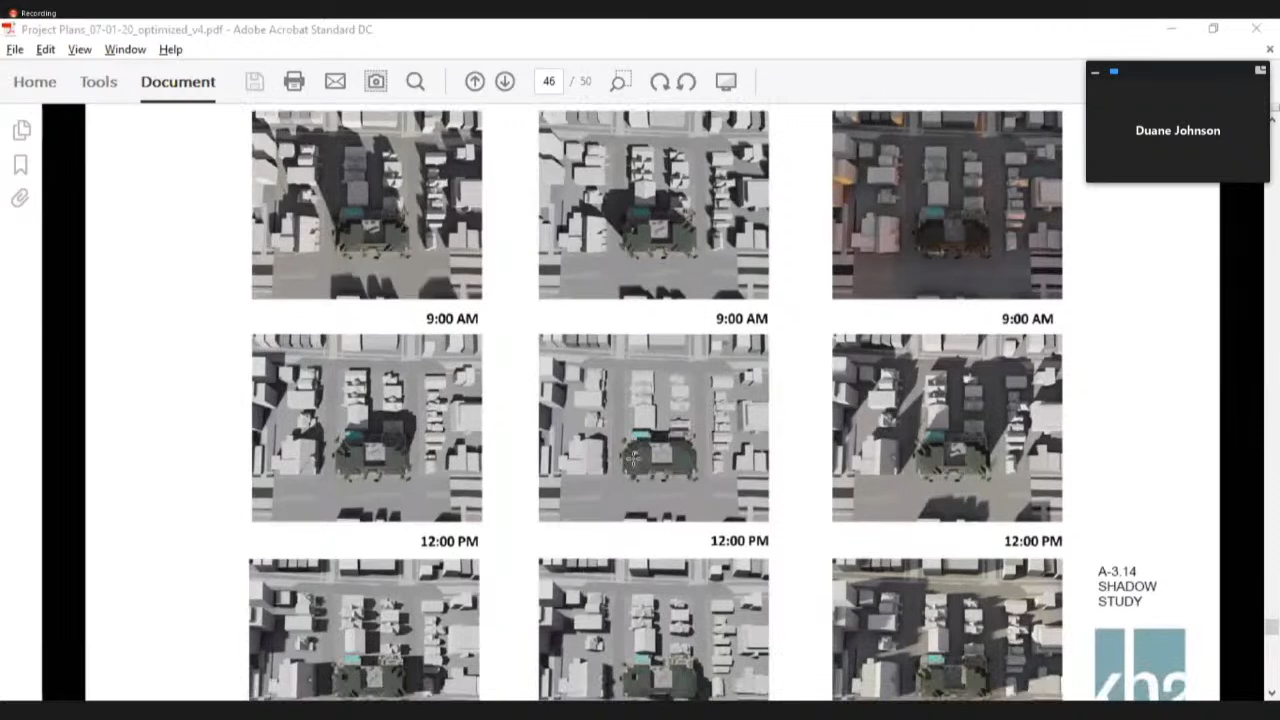 Recording
Project Plans_07-01-20_optimized_v4.pdf - Adobe Acrobat Standard DC
File Edit View Window Help
Home Tools Document 46 / 50
Duane Johnson
9:00 AM 9:00 AM 9:00 AM
12:00 PM 12:00 PM 12:00 PM
A-3.14
SHADOW
STUDY